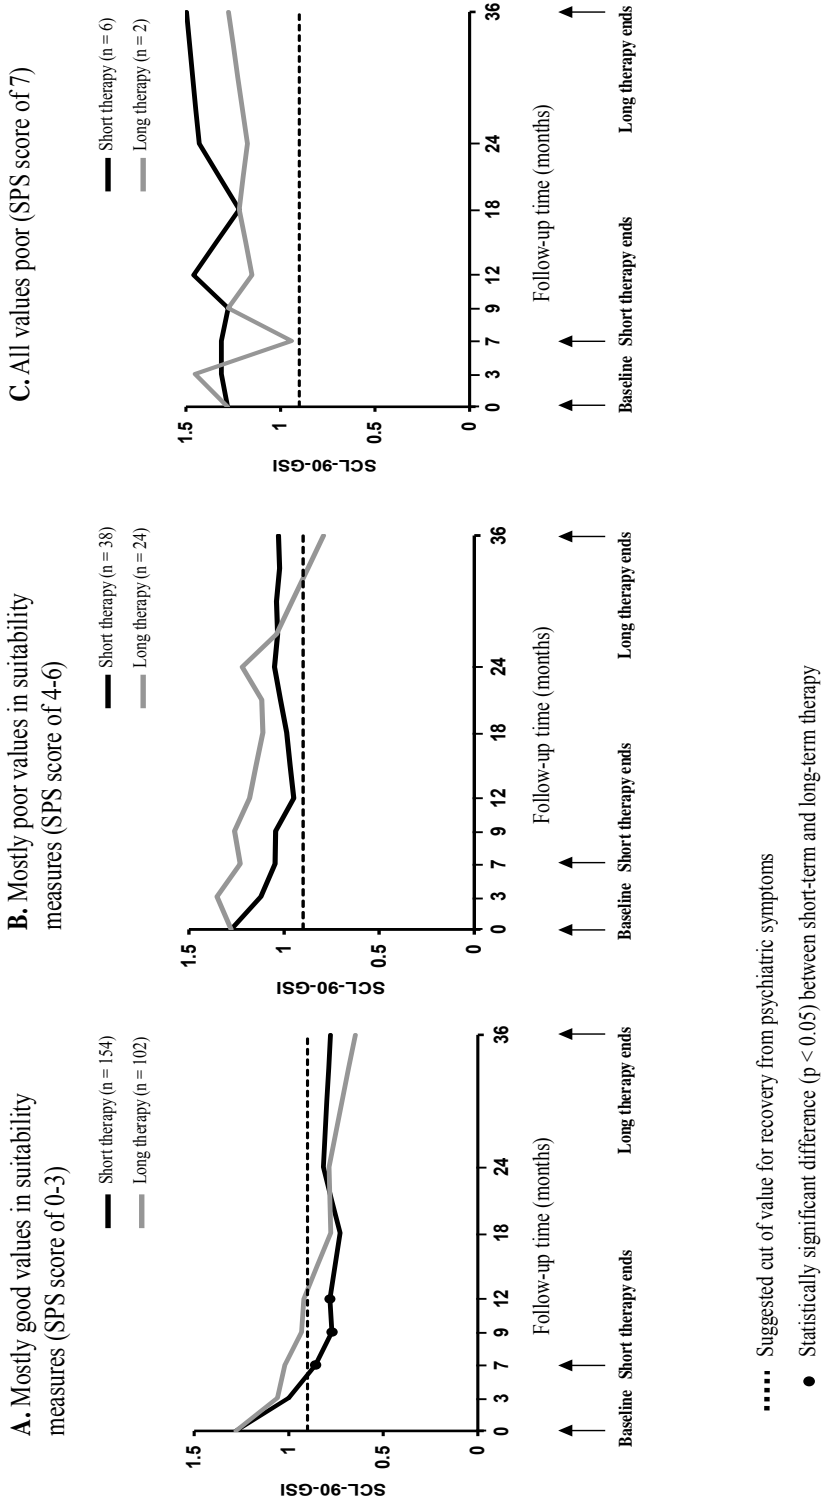 A. Mostly good values in suitability
measures (SPS score of 0-3)
Short therapy (n = 154)
Long therapy (n = 102)
SCL-90-GSI
1.5
1
0.5
0
0 3 7 9 12 18 24 36
Follow-up time (months)
Baseline Short therapy ends Long therapy ends
B. Mostly poor values in suitability
measures (SPS score of 4-6)
Short therapy (n = 38)
Long therapy (n = 24)
SCL-90-GSI
1.5
1
0.5
0
0 3 7 9 12 18 24 36
Follow-up time (months)
Baseline Short therapy ends Long therapy ends
C. All values poor (SPS score of 7)
Short therapy (n = 6)
Long therapy (n = 2)
SCL-90-GSI
1.5
1
0.5
0
0 3 7 9 12 18 24 36
Follow-up time (months)
Baseline Short therapy ends Long therapy ends
Suggested cut of value for recovery from psychiatric symptoms
Statistically significant difference (p < 0.05) between short-term and long-term therapy